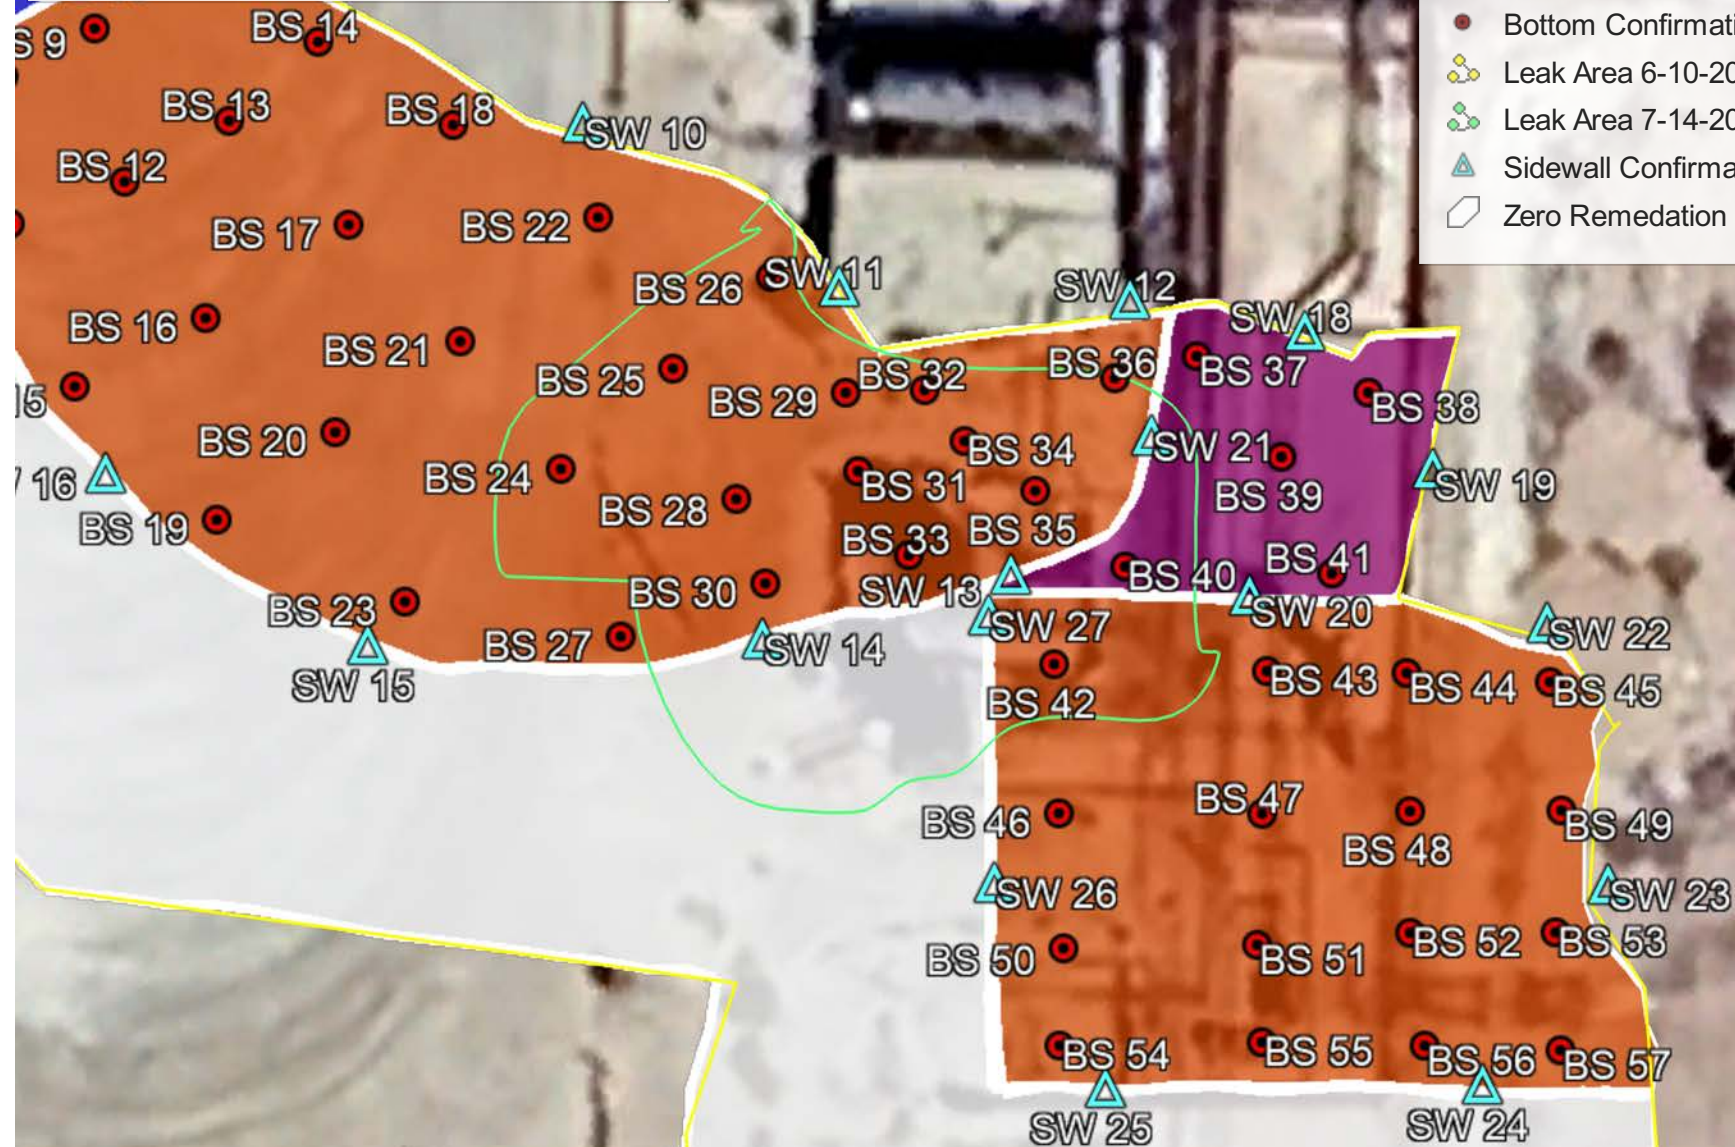 Bottom Confirmati
Leak Area 6-10-20
Leak Area 7-14-20
Sidewall Confirma
Zero Remedation
S 9
BS 14
BS 13
BS 18
SW 10
BS 12
BS 17
BS 22
BS 26
SW 11
SW 12
SW 18
BS 16
BS 21
BS 25
BS 29
BS 32
BS 36
BS 37
BS 38
15
BS 20
BS 24
BS 28
BS 31
BS 34
SW 21
BS 39
SW 19
16
BS 19
BS 33
BS 35
BS 40
BS 41
BS 23
BS 30
SW 13
SW 27
SW 20
SW 22
SW 15
BS 27
SW 14
BS 42
BS 43
BS 44
BS 45
BS 46
BS 47
BS 48
BS 49
SW 26
SW 23
BS 50
BS 51
BS 52
BS 53
BS 54
BS 55
BS 56
BS 57
SW 25
SW 24